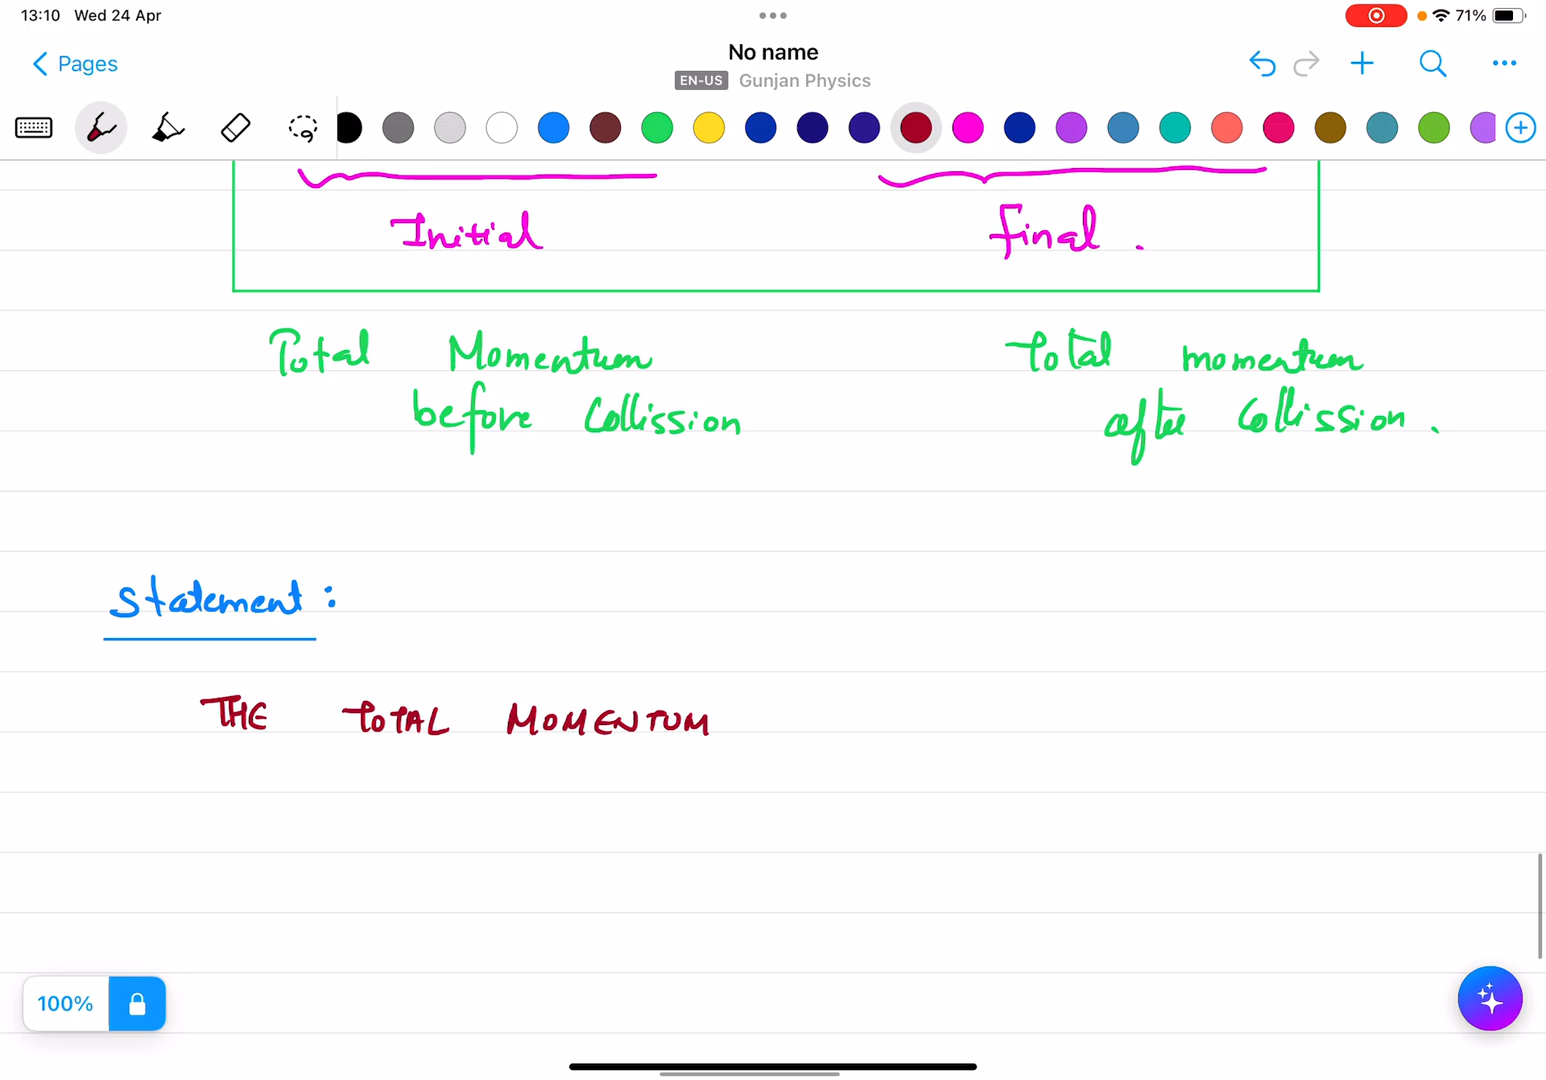 13:10 Wed 24 Apr
71%
No name
Pages
EN-US Gunjan Physics
Initial
final .
Total Momentum
before Collission
Total momentum
after Collission .
Statement :
THE TOTAL MOMENTUM
100%